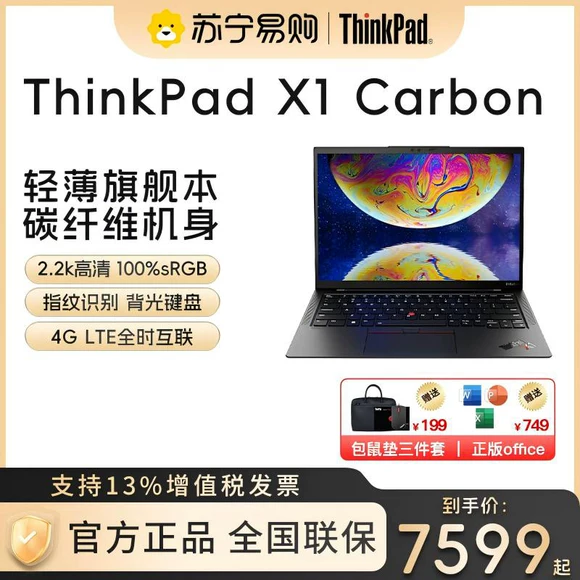 苏宁易购 ThinkPad
ThinkPad X1 Carbon
轻薄旗舰本
碳纤维机身
2.2k高清 100%sRGB
指纹识别 背光键盘
4G LTE全时互联
赠送
¥199
赠送
¥749
W P X
包鼠垫三件套 | 正版office
支持13%增值税发票
官方正品 全国联保
到手价:
7599起